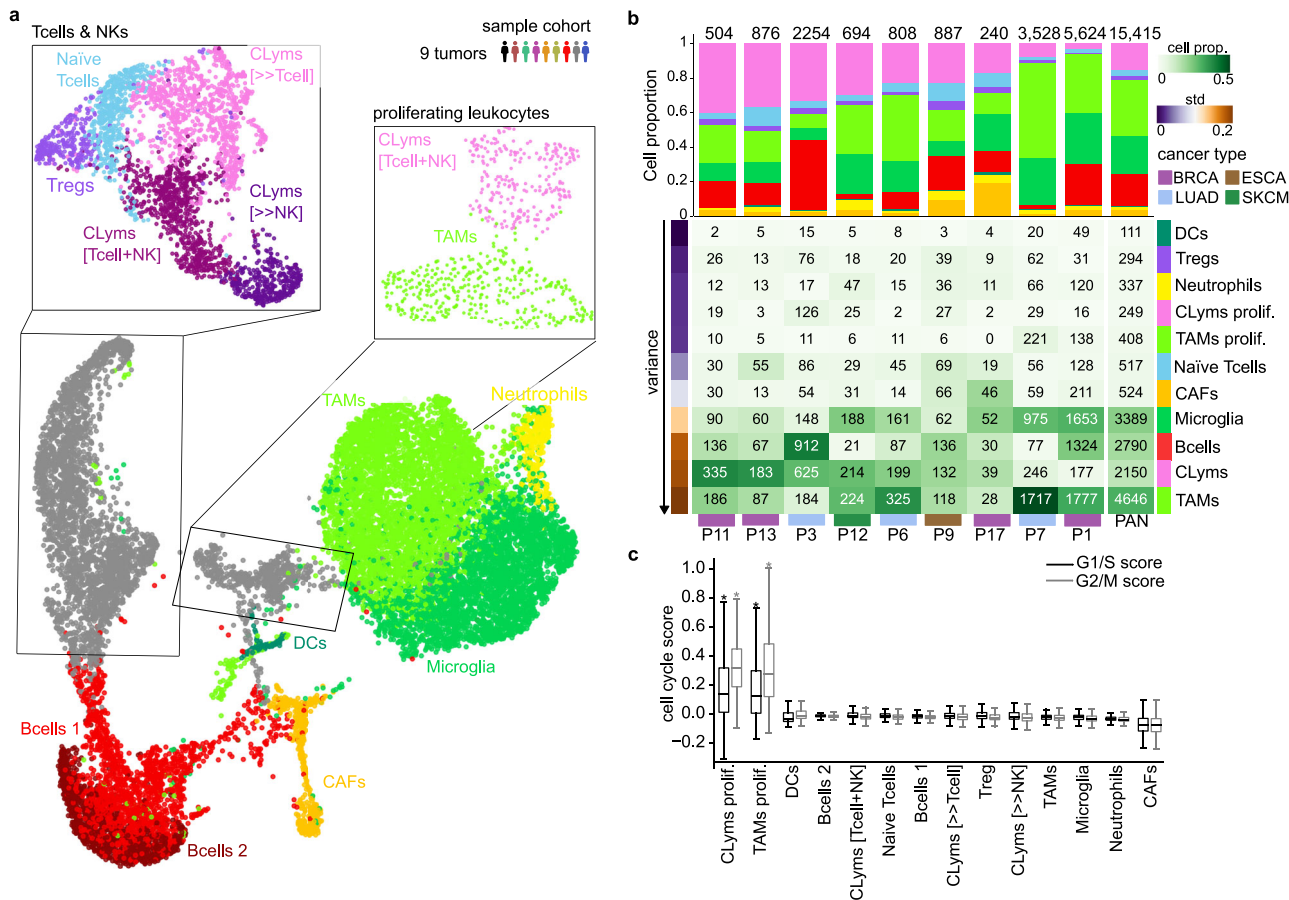 a
Tcells & NKs
sample cohort
9 tumors
Naïve
Tcells
CLyms
[>>Tcell]
Tregs
CLyms
[Tcell+NK]
CLyms
[>>NK]
proliferating leukocytes
CLyms
[Tcell+NK]
TAMs
TAMs
Neutrophils
DCs
Microglia
Bcells 1
CAFs
Bcells 2
b
504 876 2254 694 808 887 240 3,528 5,624 15,415
Cell proportion
1
0.8
0.6
0.4
0.2
0
cell prop.
0 0.5
std
0 0.2
cancer type
BRCA ESCA
LUAD SKCM
variance
2 5 15 5 8 3 4 20 49 111 DCs
26 13 76 18 20 39 9 62 31 294 Tregs
12 13 17 47 15 36 11 66 120 337 Neutrophils
19 3 126 25 2 27 2 29 16 249 CLyms prolif.
10 5 11 6 11 6 0 221 138 408 TAMs prolif.
30 55 86 29 45 69 19 56 128 517 Naïve Tcells
30 13 54 31 14 66 46 59 211 524 CAFs
90 60 148 188 161 62 52 975 1653 3389 Microglia
136 67 912 21 87 136 30 77 1324 2790 Bcells
335 183 625 214 199 132 39 246 177 2150 CLyms
186 87 184 224 325 118 28 1717 1777 4646 TAMs
P11 P13 P3 P12 P6 P9 P17 P7 P1 PAN
c
G1/S score
G2/M score
cell cycle score
1.0
0.8
0.6
0.4
0.2
0.0
−0.2
* * * *
CLyms prolif.
TAMs prolif.
DCs
Bcells 2
CLyms [Tcell+NK]
Naive Tcells
Bcells 1
CLyms [>>Tcell]
Treg
CLyms [>>NK]
TAMs
Microglia
Neutrophils
CAFs